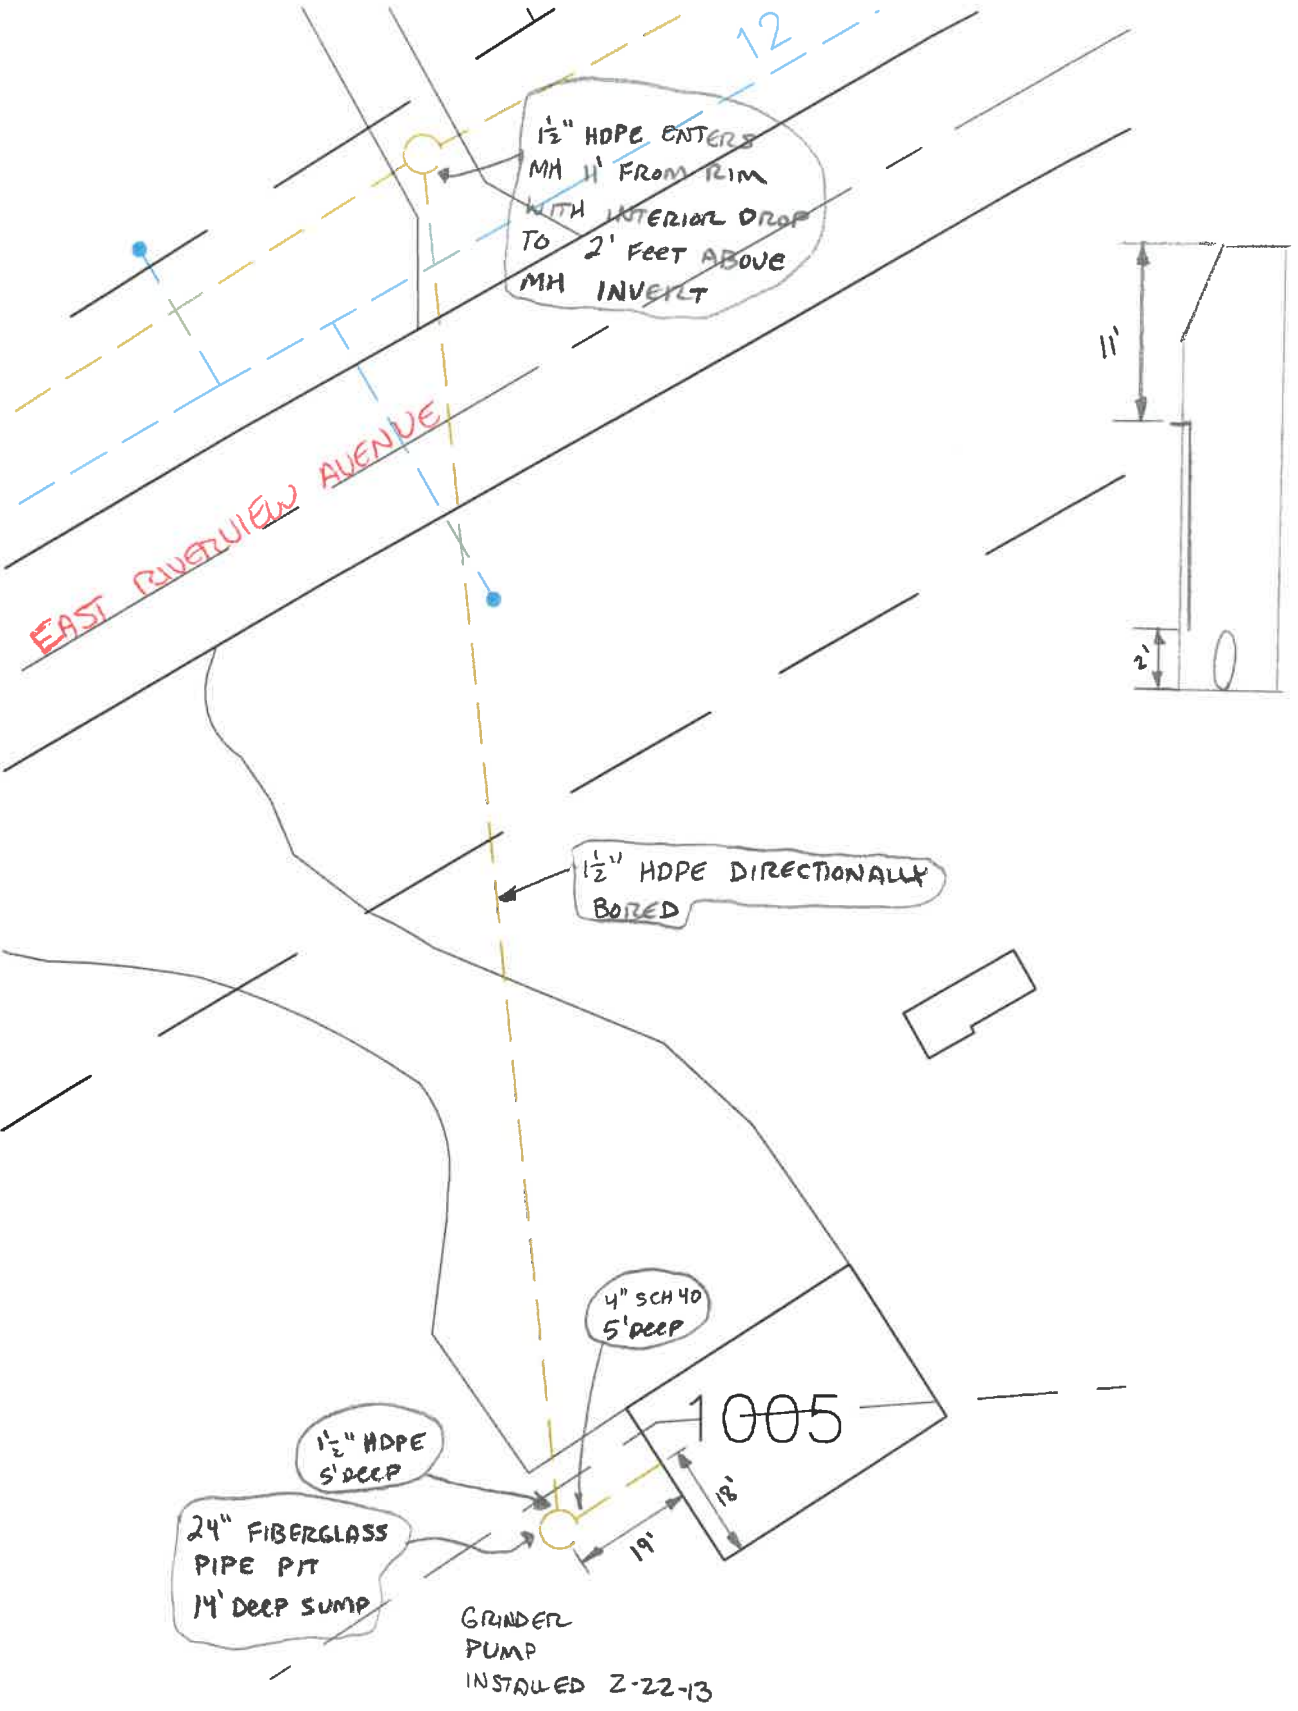 12
1½" HDPE ENTERS
MH 11' FROM RIM
WITH INTERIOR DROP
TO 2' FEET ABOVE
MH INVERT
11'
2'
EAST RIVERVIEW AVENUE
1½" HDPE DIRECTIONALLY
BORED
4" SCH 40
5' DEEP
1005
1½" HDPE
5' DEEP
18'
19'
24" FIBERGLASS
PIPE PIT
14' DEEP SUMP
GRINDER
PUMP
INSTALLED 2-22-13